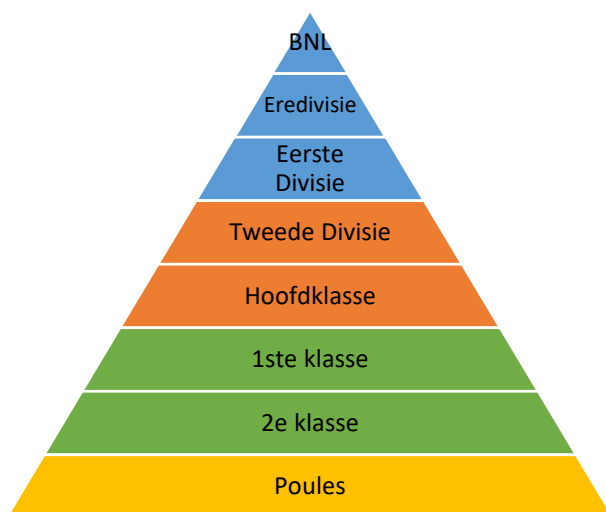 BNL
Eredivisie
Eerste
Divisie
Tweede Divisie
Hoofdklasse
1ste klasse
2e klasse
Poules